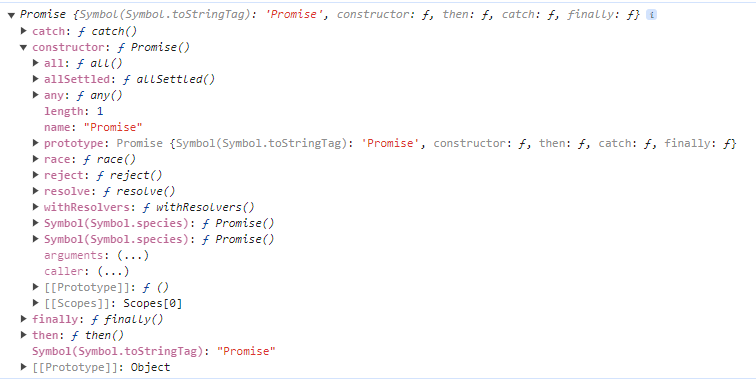 Promise {Symbol(Symbol.toStringTag): 'Promise', constructor: ƒ, then: ƒ, catch: ƒ, finally: ƒ} i
catch: ƒ catch()
constructor: ƒ Promise()
all: ƒ all()
allSettled: ƒ allSettled()
any: ƒ any()
length: 1
name: "Promise"
prototype: Promise {Symbol(Symbol.toStringTag): 'Promise', constructor: ƒ, then: ƒ, catch: ƒ, finally: ƒ}
race: ƒ race()
reject: ƒ reject()
resolve: ƒ resolve()
withResolvers: ƒ withResolvers()
Symbol(Symbol.species): ƒ Promise()
Symbol(Symbol.species): ƒ Promise()
arguments: (...)
caller: (...)
[[Prototype]]: ƒ ()
[[Scopes]]: Scopes[0]
finally: ƒ finally()
then: ƒ then()
Symbol(Symbol.toStringTag): "Promise"
[[Prototype]]: Object